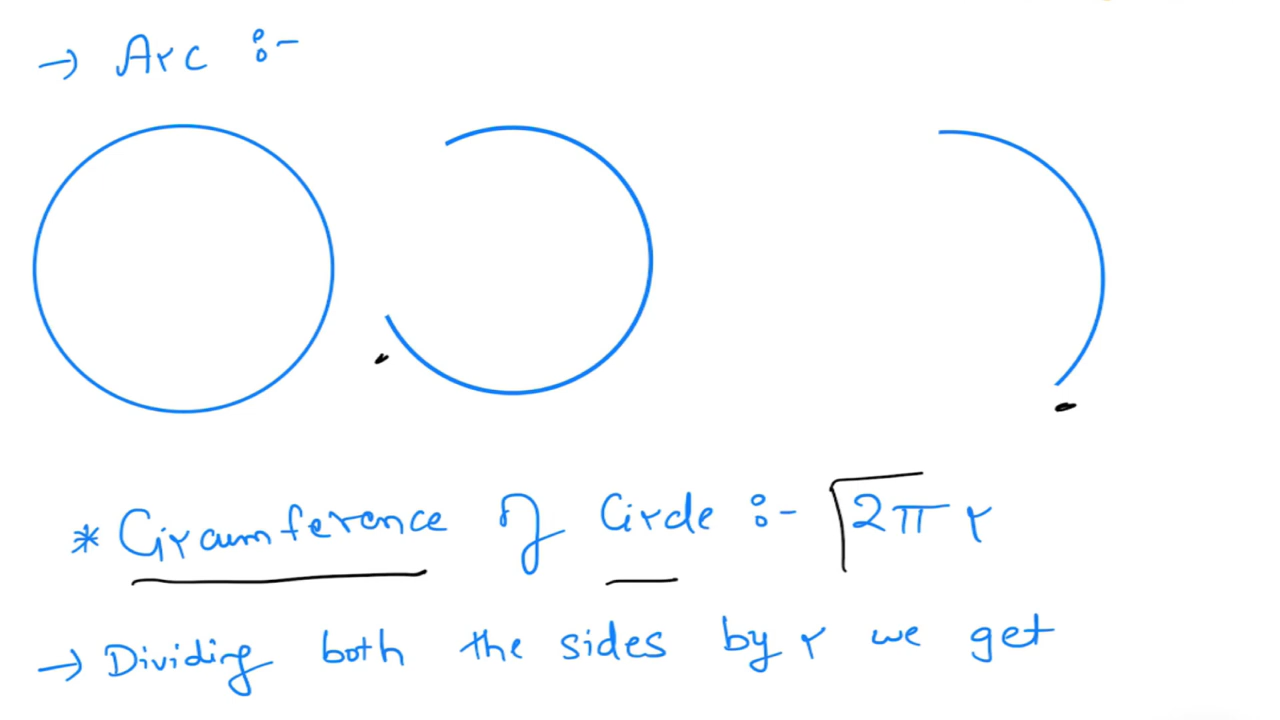 → Arc :-
* Circumference of Circle :- 2πr
→ Dividing both the sides by r we get